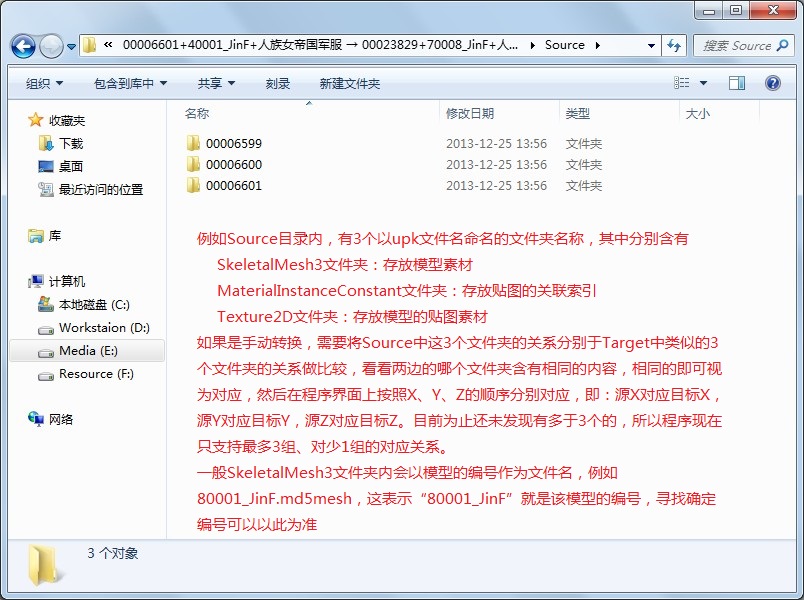 « 00006601+40001_JinF+人族女帝国军服 → 00023829+70008_JinF+人... Source
搜索 Source
组织 包含到库中 共享 刻录 新建文件夹
名称 修改日期 类型 大小
收藏夹
下载
桌面
最近访问的位置
库
计算机
本地磁盘 (C:)
Workstaion (D:)
Media (E:)
Resource (F:)
网络
00006599 2013-12-25 13:56 文件夹
00006600 2013-12-25 13:56 文件夹
00006601 2013-12-25 13:56 文件夹
例如Source目录内，有3个以upk文件名命名的文件夹名称，其中分别含有
SkeletalMesh3文件夹：存放模型素材
MaterialInstanceConstant文件夹：存放贴图的关联索引
Texture2D文件夹：存放模型的贴图素材
如果是手动转换，需要将Source中这3个文件夹的关系分别于Target中类似的3
个文件夹的关系做比较，看看两边的哪个文件夹含有相同的内容，相同的即可视
为对应，然后在程序界面上按照X、Y、Z的顺序分别对应，即：源X对应目标X，
源Y对应目标Y，源Z对应目标Z。目前为止还未发现有多于3个的，所以程序现在
只支持最多3组、对少1组的对应关系。
一般SkeletalMesh3文件夹内会以模型的编号作为文件名，例如
80001_JinF.md5mesh，这表示“80001_JinF”就是该模型的编号，寻找确定
编号可以以此为准
3 个对象